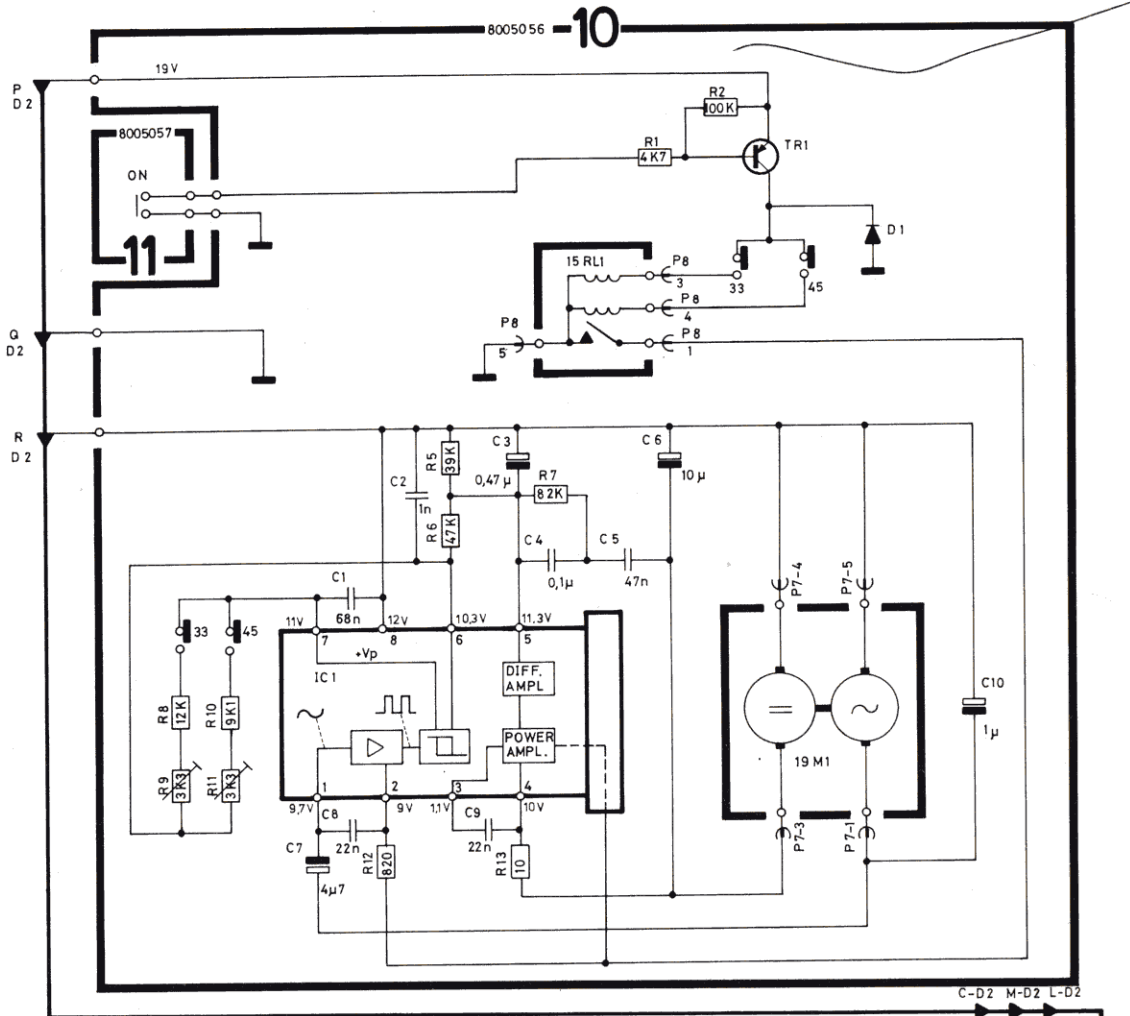 8005056 10
P
D2
19V
R2
100K
8005057
R1
4K7
TR1
ON
11
D1
15 RL1
P8
3
33
45
P8
4
P8
5
P8
1
Q
D2
R
D2
C3
0,47µ
C6
10µ
R5
39K
R7
82K
C2
1n
R6
47K
C4
0,1µ
C5
47n
P7-4
P7-5
C1
68n
33
45
11V
7
12V
8
10,3V
6
11.3V
5
+Vp
IC1
DIFF.
AMPL
POWER
AMPL.
R8
12K
R10
9K1
R9
3K3
R11
3K3
C10
1µ
19 M1
1
9,7V
2
9V
3
1,1V
4
10V
C8
22n
C9
22n
C7
4µ7
R12
820
R13
10
P7-3
P7-1
C-D2 M-D2 L-D2